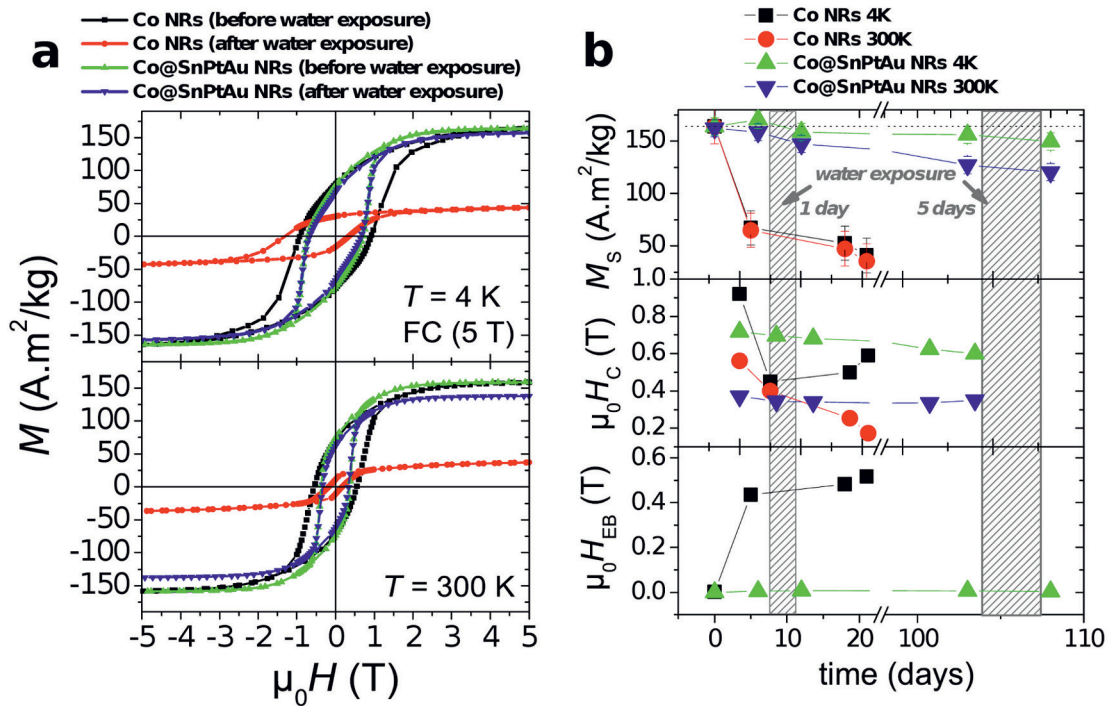 a
Co NRs (before water exposure)
Co NRs (after water exposure)
Co@SnPtAu NRs (before water exposure)
Co@SnPtAu NRs (after water exposure)
150
100
50
0
-50
-100
-150
T = 4 K
FC (5 T)
150
100
50
0
-50
-100
-150
T = 300 K
M (A.m²/kg)
-5 -4 -3 -2 -1 0 1 2 3 4 5
μ₀H (T)
b
Co NRs 4K
Co NRs 300K
Co@SnPtAu NRs 4K
Co@SnPtAu NRs 300K
150
100
50
M_S (A.m²/kg)
water exposure
1 day
5 days
1.0
0.8
0.6
0.4
0.2
μ₀H_C (T)
0.6
0.4
0.2
0.0
μ₀H_EB (T)
0 10 20 100 110
time (days)